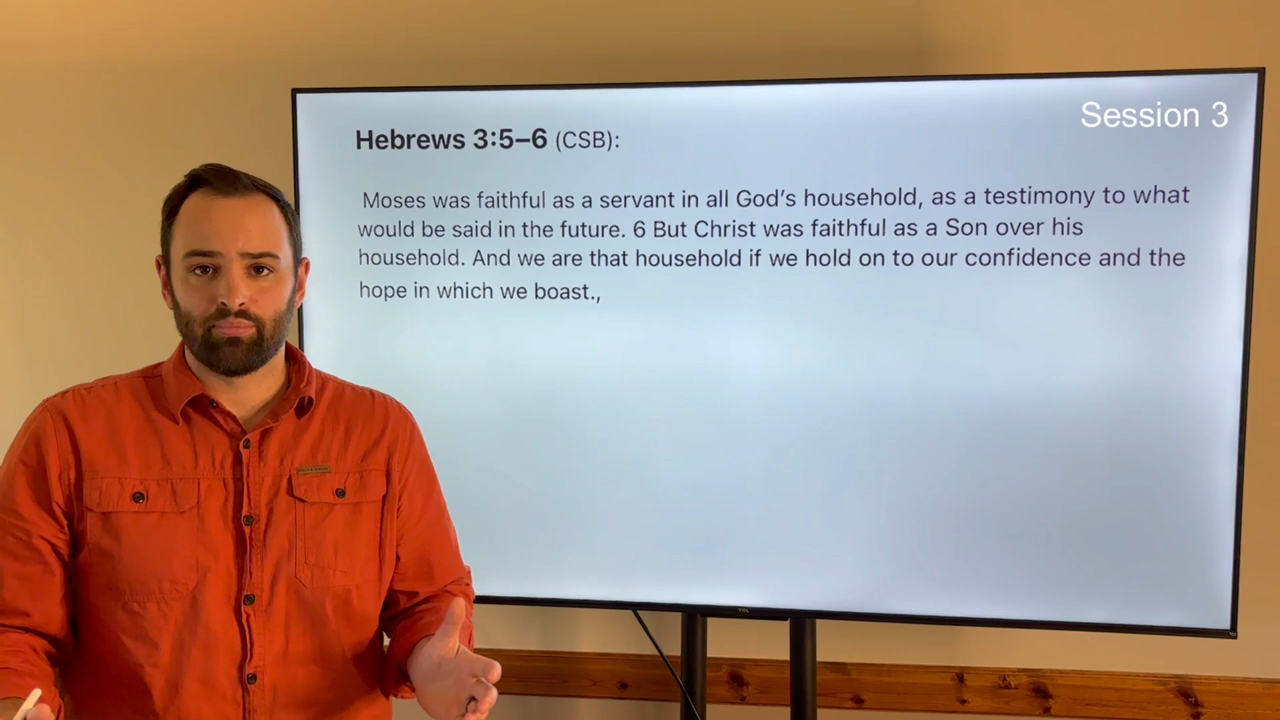 Session 3
Hebrews 3:5–6 (CSB):
Moses was faithful as a servant in all God's household, as a testimony to what
would be said in the future. 6 But Christ was faithful as a Son over his
household. And we are that household if we hold on to our confidence and the
hope in which we boast.,
TCL